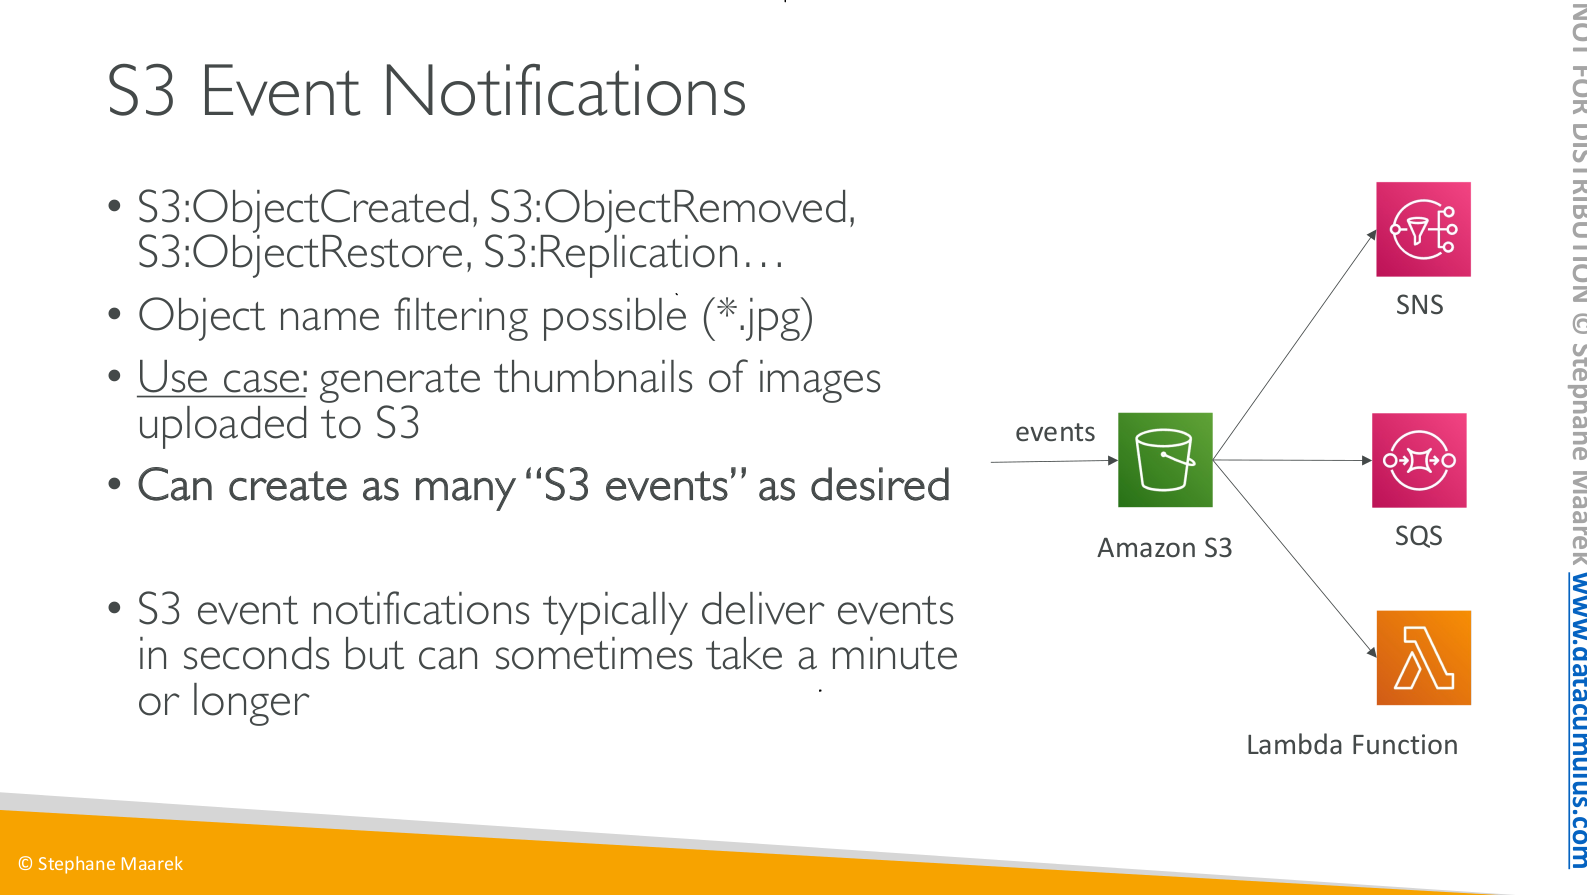 S3 Event Notifications
• S3:ObjectCreated, S3:ObjectRemoved,
S3:ObjectRestore, S3:Replication…
• Object name filtering possible (*.jpg)
• Use case: generate thumbnails of images
uploaded to S3
• Can create as many “S3 events” as desired
• S3 event notifications typically deliver events
in seconds but can sometimes take a minute
or longer
events
Amazon S3
SNS
SQS
Lambda Function
© Stephane Maarek
NOT FOR DISTRIBUTION © Stephane Maarek www.datacumulus.com